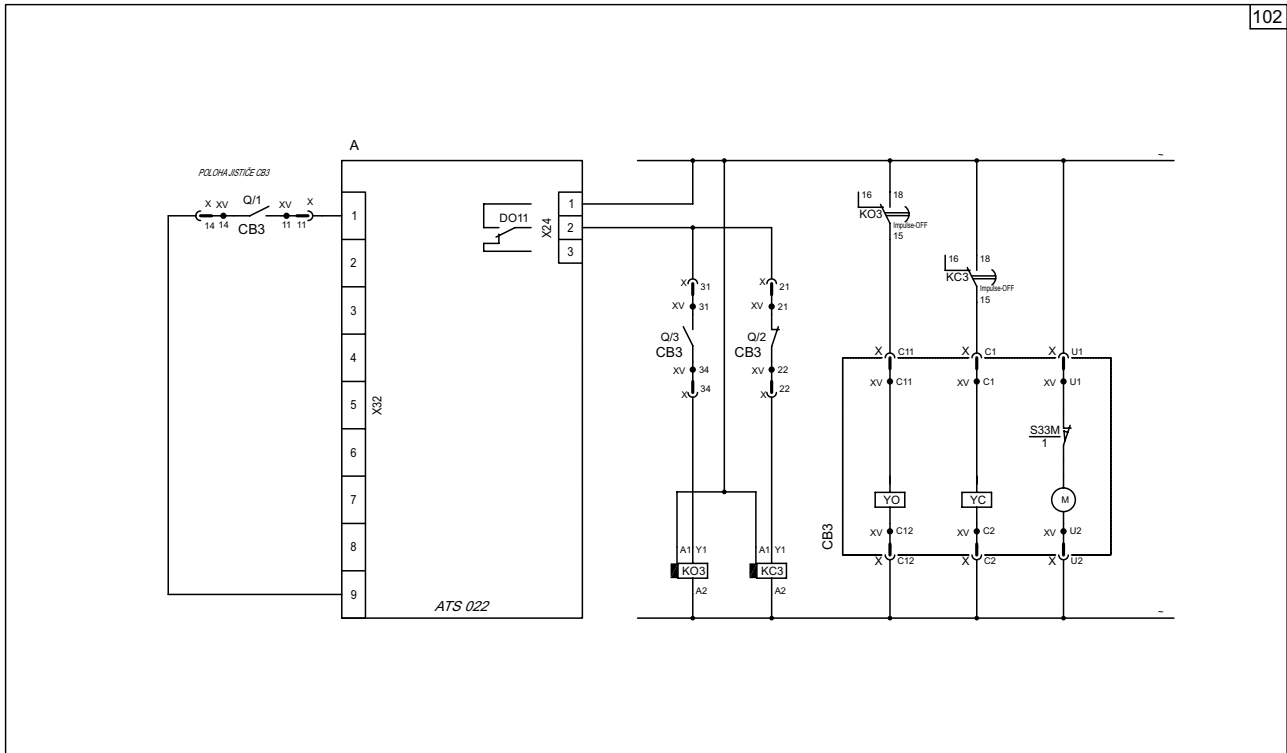 102
A
POLOHA JISTIČE CB3
X XV Q/1 XV X
14 14 CB3 11 11
1
2
3
4
5
6
7
8
9
X32
DO11
X24
1
2
3
ATS 022
~
X 31
XV 31
Q/3
CB3
XV 34
X 34
X 21
XV 21
Q/2
CB3
XV 22
X 22
A1 Y1
KO3
A2
A1 Y1
KC3
A2
16 18
KO3
Impulse-OFF
15
16 18
KC3
Impulse-OFF
15
X C11
XV C11
X C1
XV C1
X U1
XV U1
S33M
1
YO
YC
M
CB3
XV C12
X C12
XV C2
X C2
XV U2
X U2
~